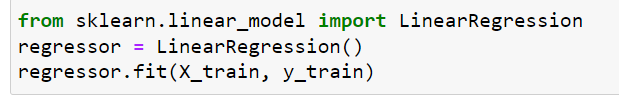 from sklearn.linear_model import LinearRegression
regressor = LinearRegression()
regressor.fit(X_train, y_train)